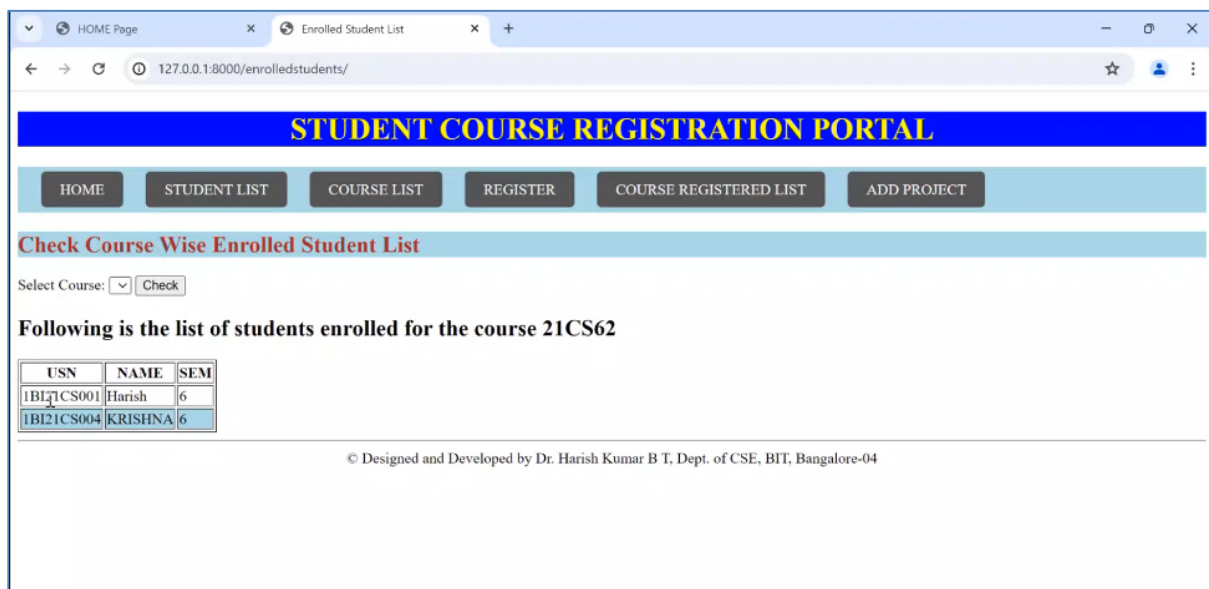 HOME Page
Enrolled Student List
127.0.0.1:8000/enrolledstudents/
STUDENT COURSE REGISTRATION PORTAL
HOME STUDENT LIST COURSE LIST REGISTER COURSE REGISTERED LIST ADD PROJECT
Check Course Wise Enrolled Student List
Select Course: Check
Following is the list of students enrolled for the course 21CS62
USN NAME SEM
1BI21CS001 Harish 6
1BI21CS004 KRISHNA 6
© Designed and Developed by Dr. Harish Kumar B T, Dept. of CSE, BIT, Bangalore-04